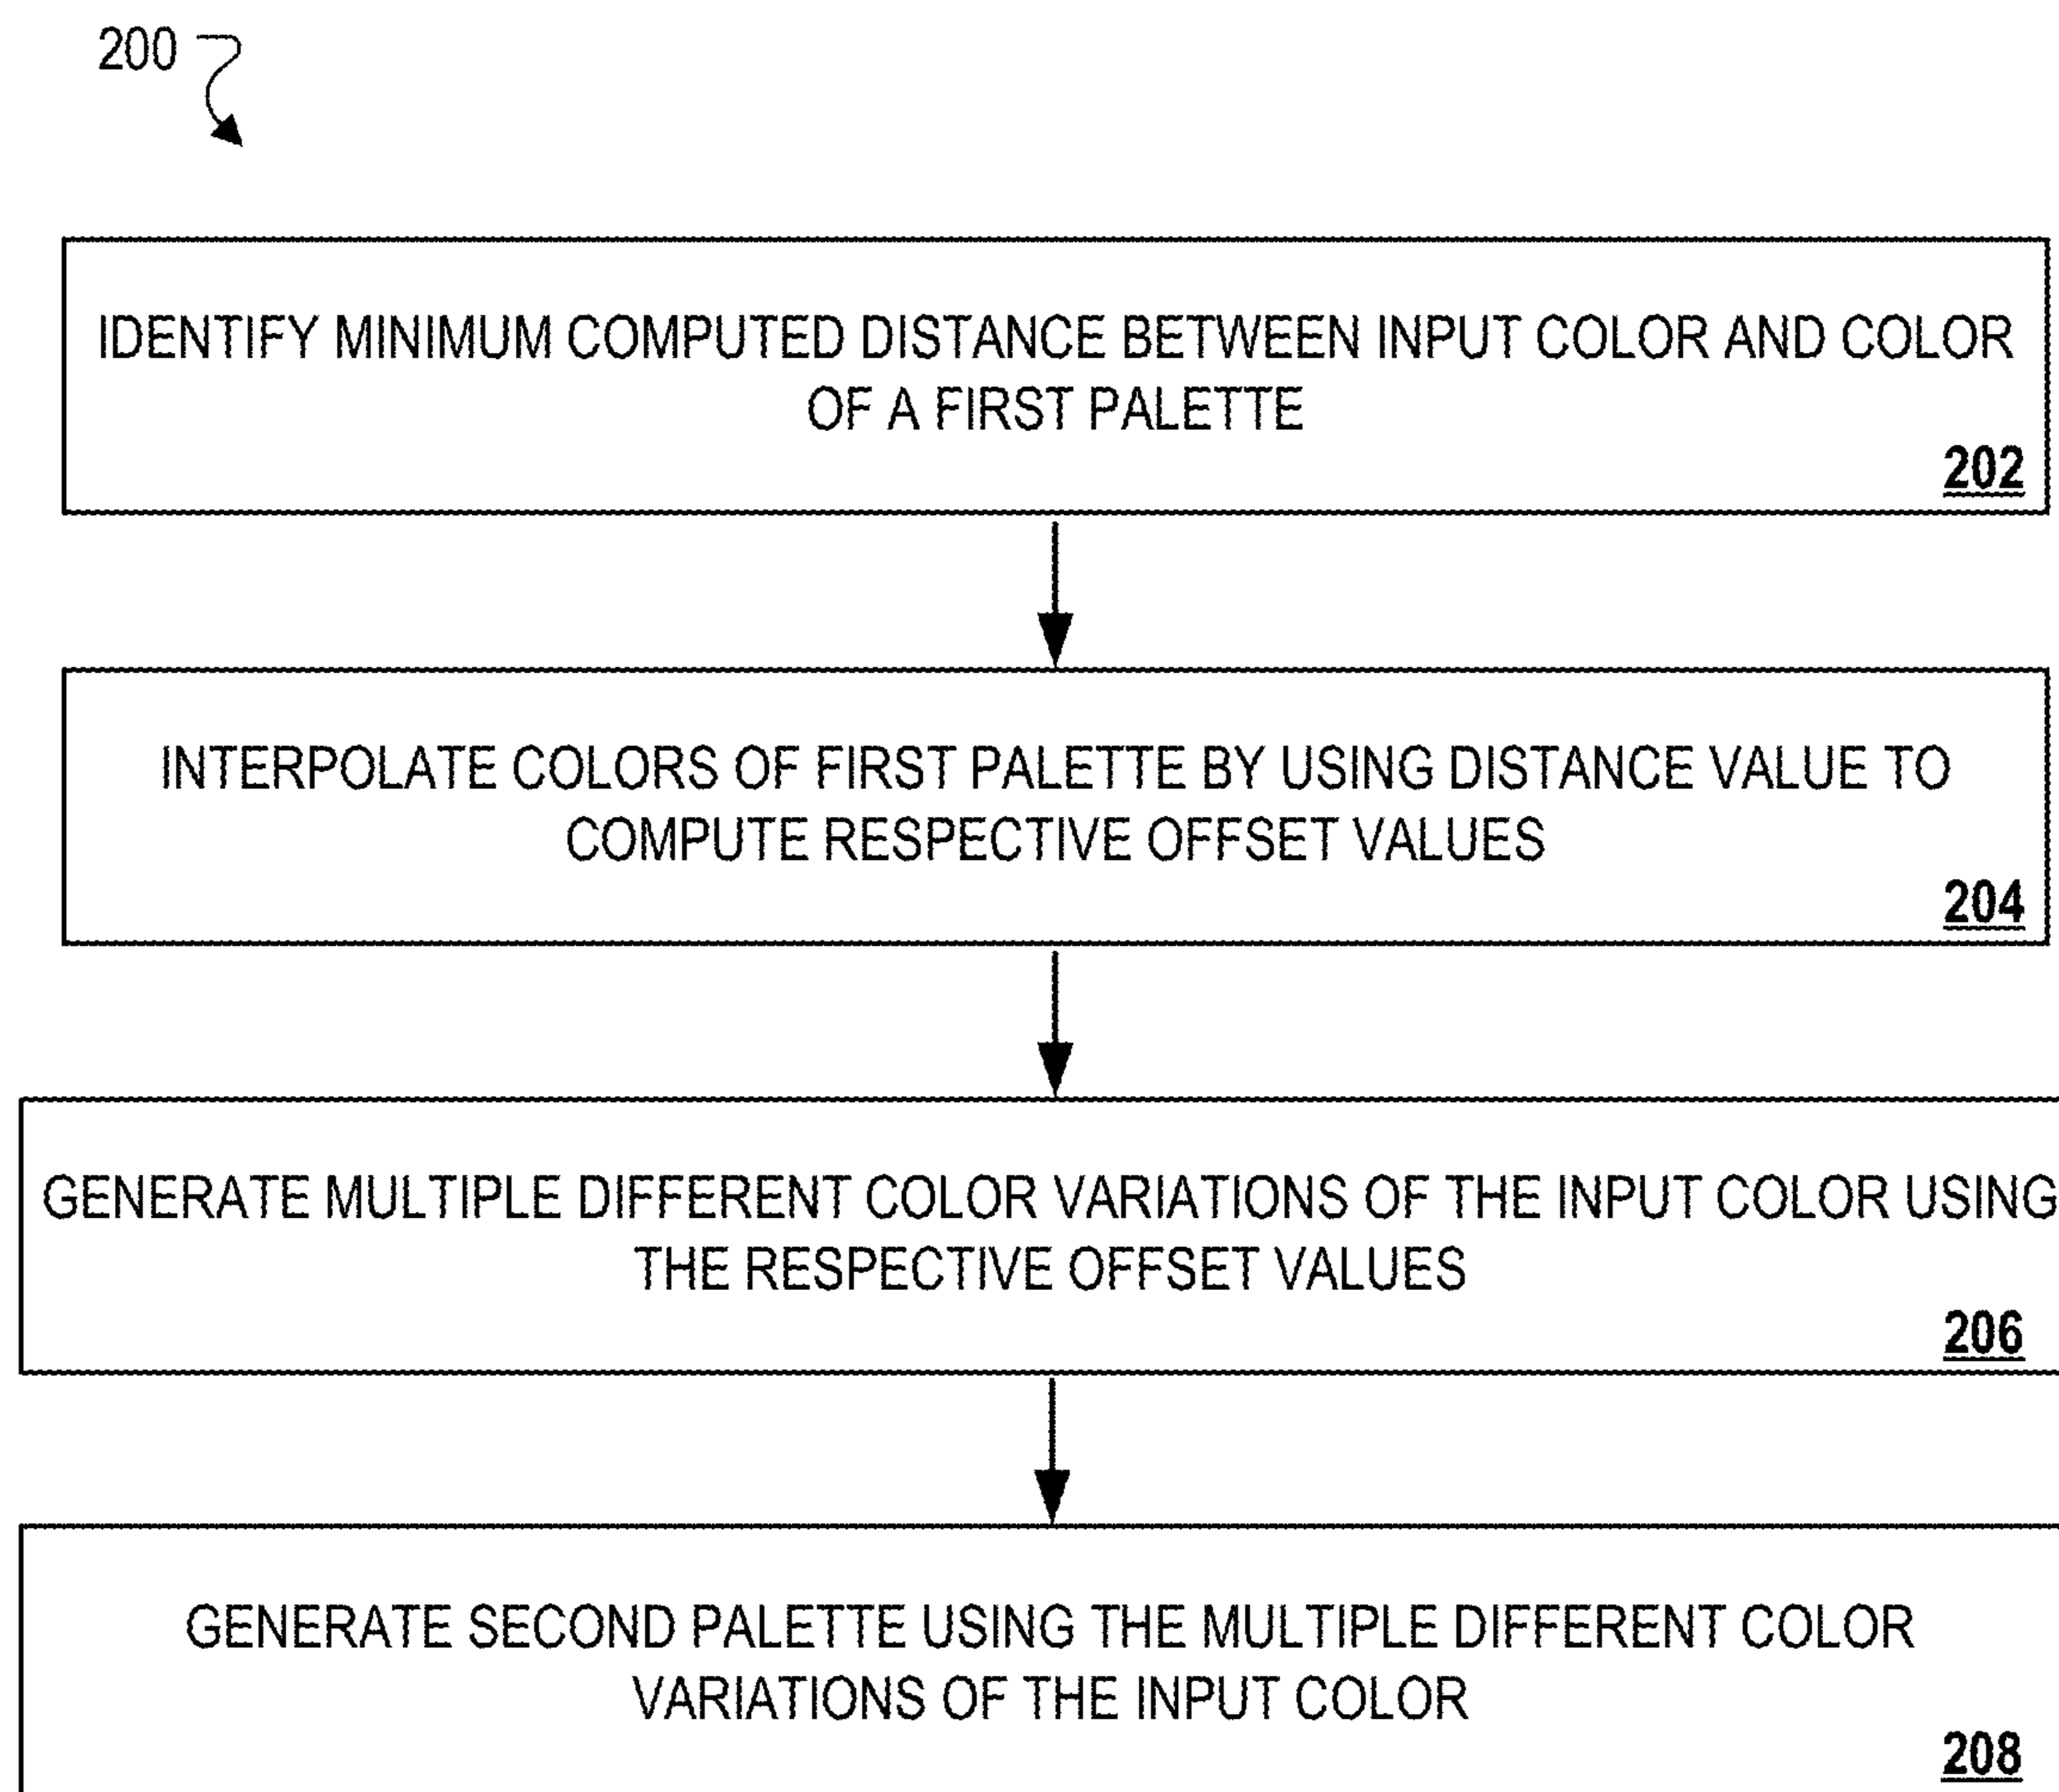 200
IDENTIFY MINIMUM COMPUTED DISTANCE BETWEEN INPUT COLOR AND COLOR
OF A FIRST PALETTE
202
INTERPOLATE COLORS OF FIRST PALETTE BY USING DISTANCE VALUE TO
COMPUTE RESPECTIVE OFFSET VALUES
204
GENERATE MULTIPLE DIFFERENT COLOR VARIATIONS OF THE INPUT COLOR USING
THE RESPECTIVE OFFSET VALUES
206
GENERATE SECOND PALETTE USING THE MULTIPLE DIFFERENT COLOR
VARIATIONS OF THE INPUT COLOR
208